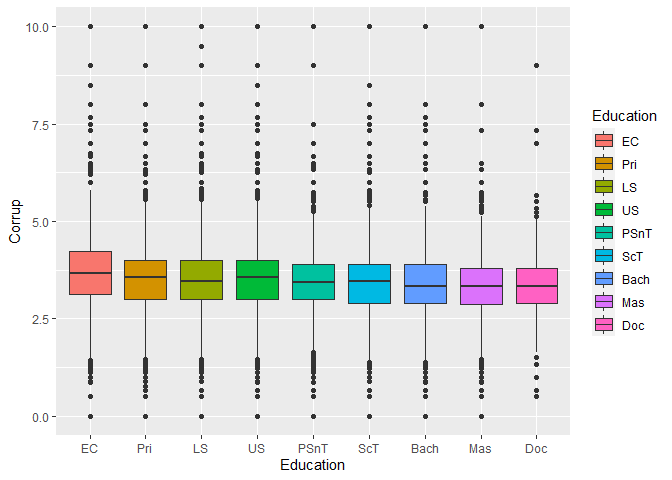 10.0
7.5
5.0
2.5
0.0
Corrup
EC Pri LS US PSnT ScT Bach Mas Doc
Education
Education
EC
Pri
LS
US
PSnT
ScT
Bach
Mas
Doc